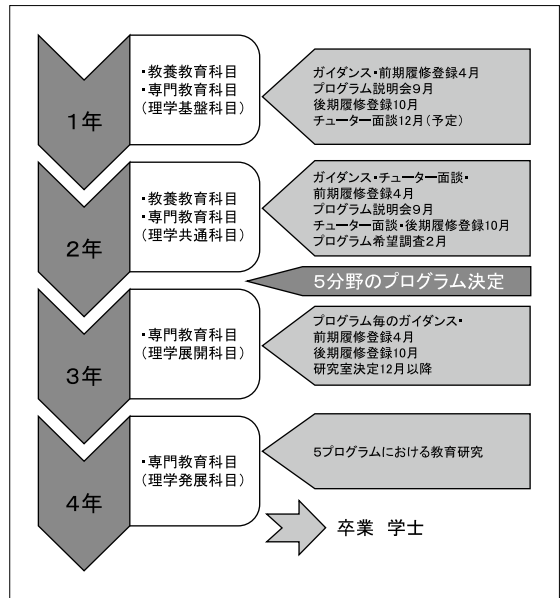 1年
・教養教育科目
・専門教育科目
(理学基盤科目)
ガイダンス・前期履修登録4月
プログラム説明会9月
後期履修登録10月
チューター面談12月(予定)
2年
・教養教育科目
・専門教育科目
(理学共通科目)
ガイダンス・チューター面談・
前期履修登録4月
プログラム説明会9月
チューター面談・後期履修登録10月
プログラム希望調査2月
5分野のプログラム決定
3年
・専門教育科目
(理学展開科目)
プログラム毎のガイダンス・
前期履修登録4月
後期履修登録10月
研究室決定12月以降
4年
・専門教育科目
(理学発展科目)
5プログラムにおける教育研究
卒業 学士